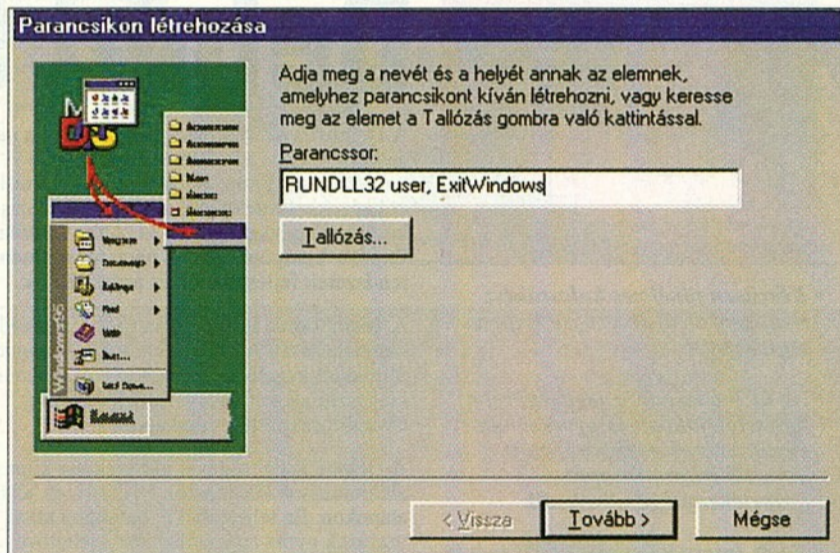 Parancsikon létrehozása
Adja meg a nevét és a helyét annak az elemnek,
amelyhez parancsikont kíván létrehozni, vagy keresse
meg az elemet a Tallózás gombra való kattintással.
Parancssor:
RUNDLL32 user, ExitWindows
Tallózás...
Windows95
< Vissza
Tovább >
Mégse